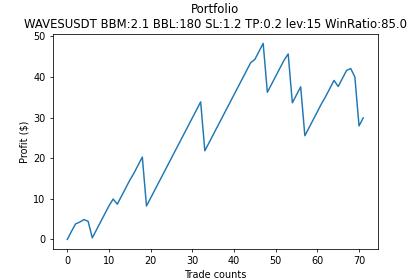 Portfolio
WAVESUSDT BBM:2.1 BBL:180 SL:1.2 TP:0.2 lev:15 WinRatio:85.0
50
40
30
20
10
0
Profit ($)
0 10 20 30 40 50 60 70
Trade counts